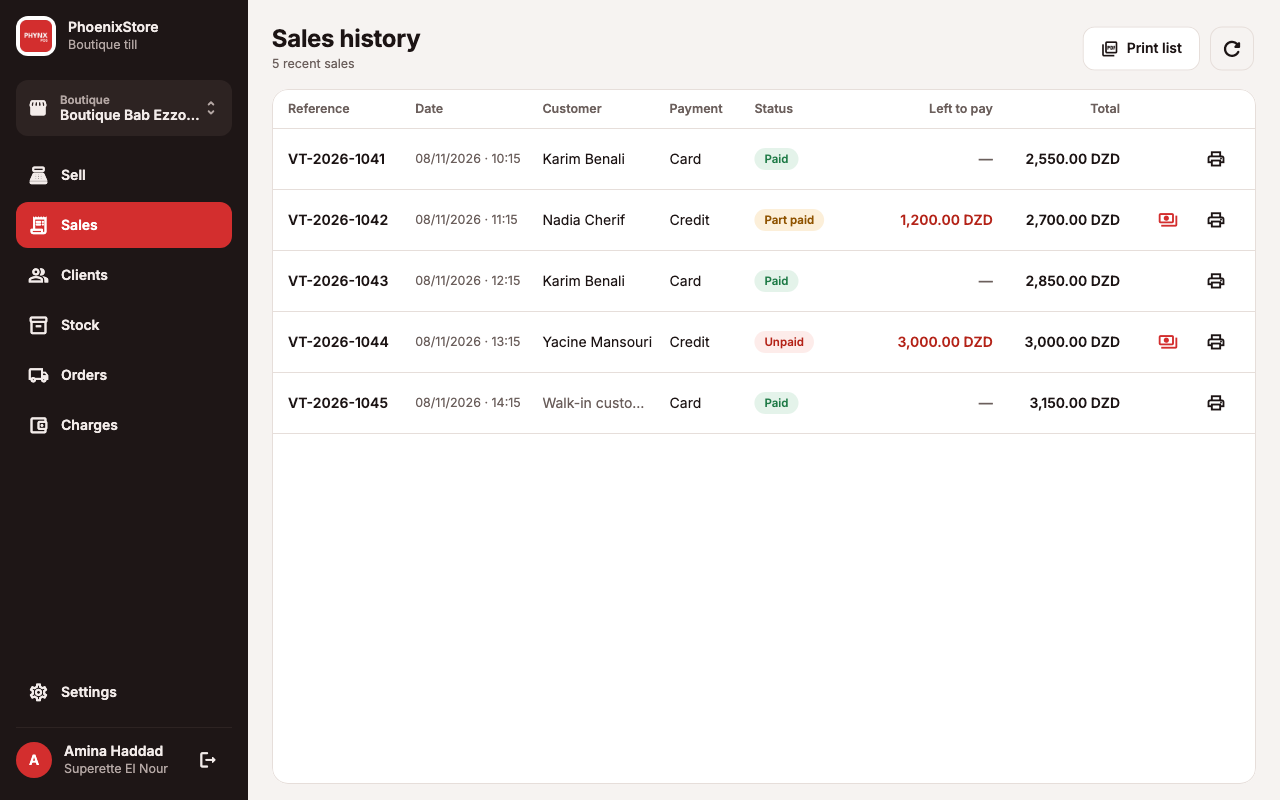 PHYNX
POS
PhoenixStore
Boutique till
Boutique
Boutique Bab Ezzo...
Sell
Sales
Clients
Stock
Orders
Charges
Settings
A
Amina Haddad
Superette El Nour
Sales history
5 recent sales
PDF
Print list
Reference Date Customer Payment Status Left to pay Total
VT-2026-1041 08/11/2026 · 10:15 Karim Benali Card Paid — 2,550.00 DZD
VT-2026-1042 08/11/2026 · 11:15 Nadia Cherif Credit Part paid 1,200.00 DZD 2,700.00 DZD
VT-2026-1043 08/11/2026 · 12:15 Karim Benali Card Paid — 2,850.00 DZD
VT-2026-1044 08/11/2026 · 13:15 Yacine Mansouri Credit Unpaid 3,000.00 DZD 3,000.00 DZD
VT-2026-1045 08/11/2026 · 14:15 Walk-in custo... Card Paid — 3,150.00 DZD